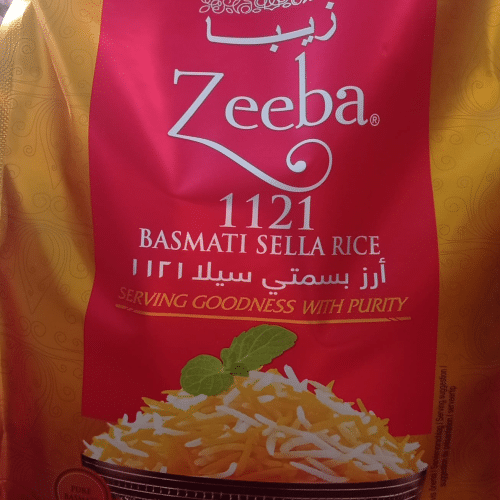 زيبا
Zeeba®
1121
BASMATI SELLA RICE
أرز بسمتي سيلا ١١٢١
SERVING GOODNESS WITH PURITY